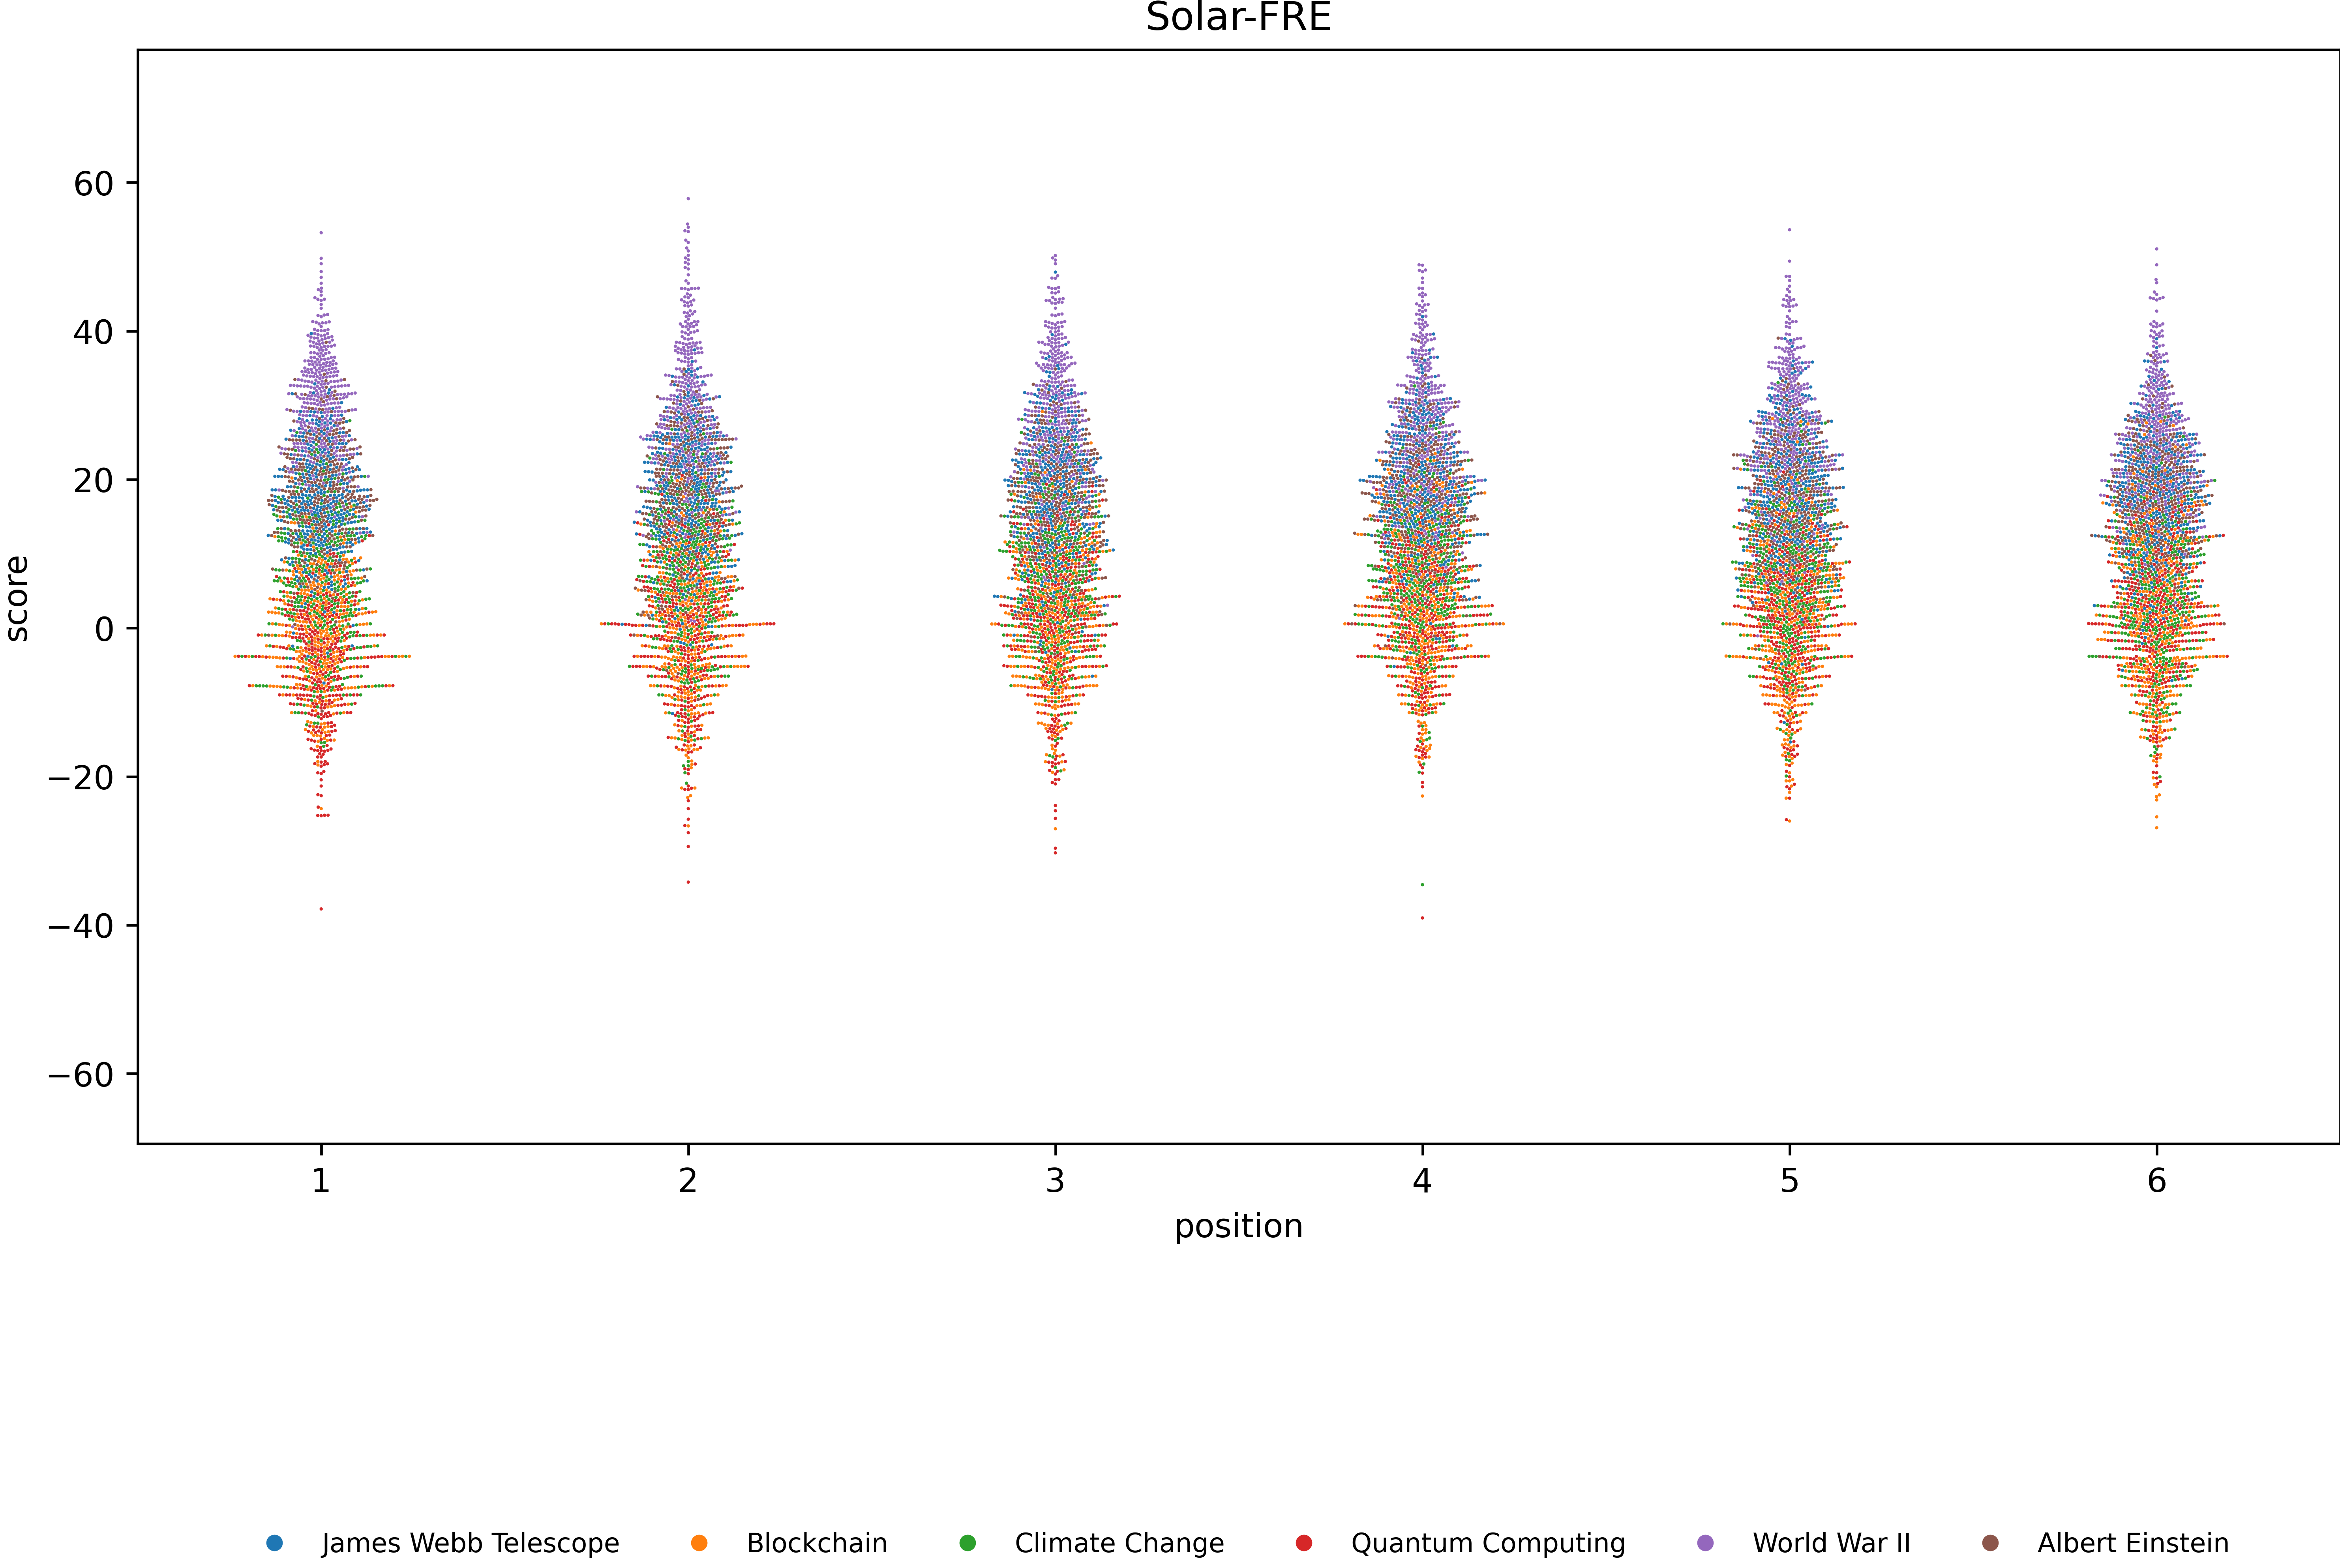 Solar-FRE
score
60
40
20
0
−20
−40
−60
1 2 3 4 5 6
position
James Webb Telescope Blockchain Climate Change Quantum Computing World War II Albert Einstein